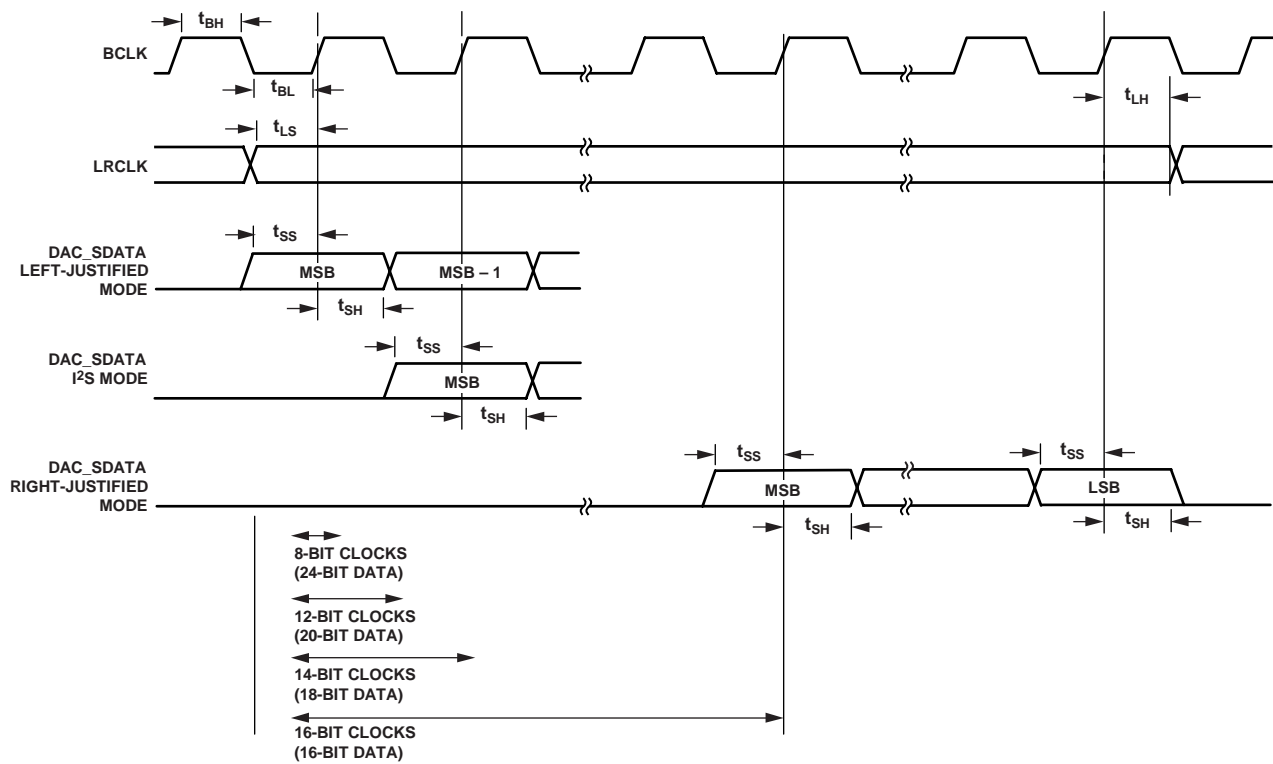 tBH
BCLK
tBL
tLH
tLS
LRCLK
tSS
DAC_SDATA
LEFT-JUSTIFIED
MODE
MSB
MSB – 1
tSH
DAC_SDATA
I2S MODE
tSS
MSB
tSH
DAC_SDATA
RIGHT-JUSTIFIED
MODE
tSS
tSS
MSB
LSB
tSH
tSH
8-BIT CLOCKS
(24-BIT DATA)
12-BIT CLOCKS
(20-BIT DATA)
14-BIT CLOCKS
(18-BIT DATA)
16-BIT CLOCKS
(16-BIT DATA)